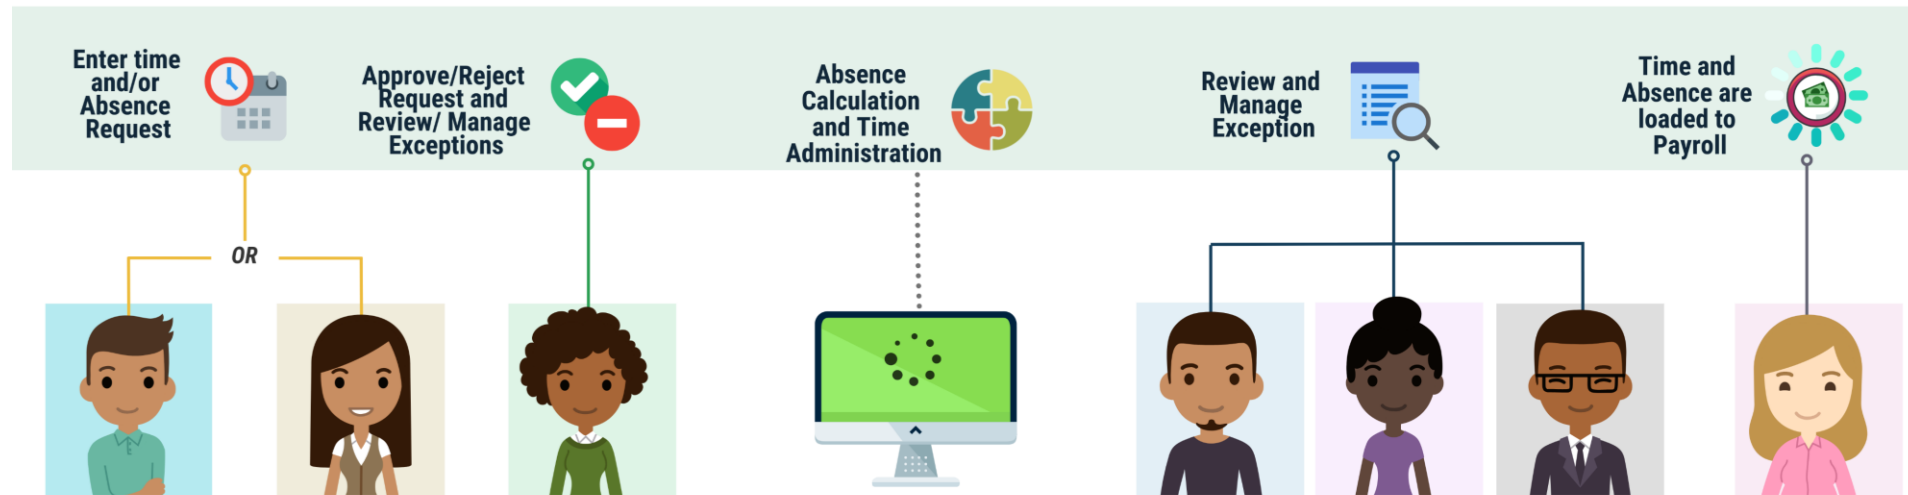 Enter time
and/or
Absence
Request
Approve/Reject
Request and
Review/ Manage
Exceptions
Absence
Calculation
and Time
Administration
Review and
Manage
Exception
Time and
Absence are
loaded to
Payroll
OR